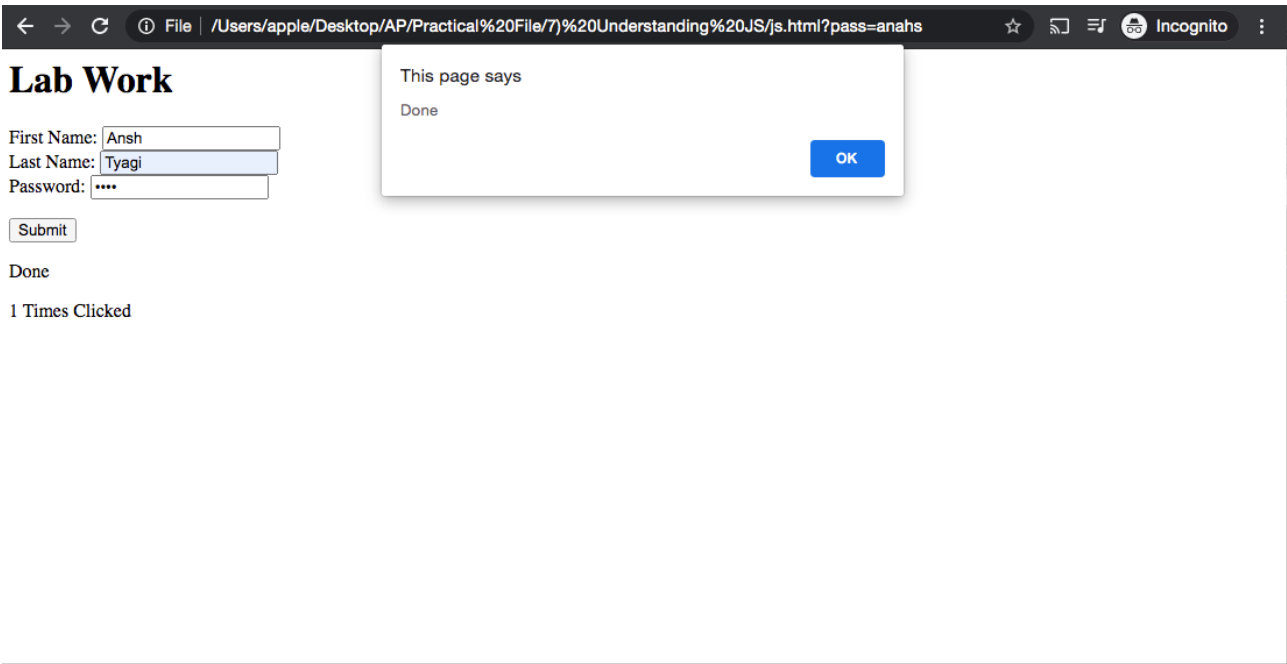 File | /Users/apple/Desktop/AP/Practical%20File/7)%20Understanding%20JS/js.html?pass=anahs
Incognito
This page says
Done
OK
Lab Work
First Name: Ansh
Last Name: Tyagi
Password: ••••
Submit
Done
1 Times Clicked